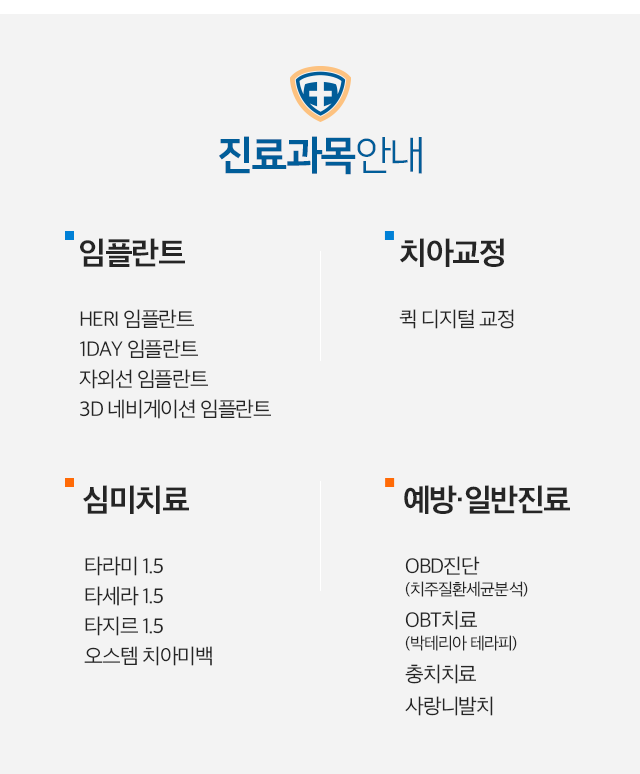 진료과목안내
임플란트
HERI 임플란트
1DAY 임플란트
자외선 임플란트
3D 네비게이션 임플란트
치아교정
퀵 디지털 교정
심미치료
타라미 1.5
타세라 1.5
타지르 1.5
오스템 치아미백
예방·일반진료
OBD진단
(치주질환세균분석)
OBT치료
(박테리아 테라피)
충치치료
사랑니발치